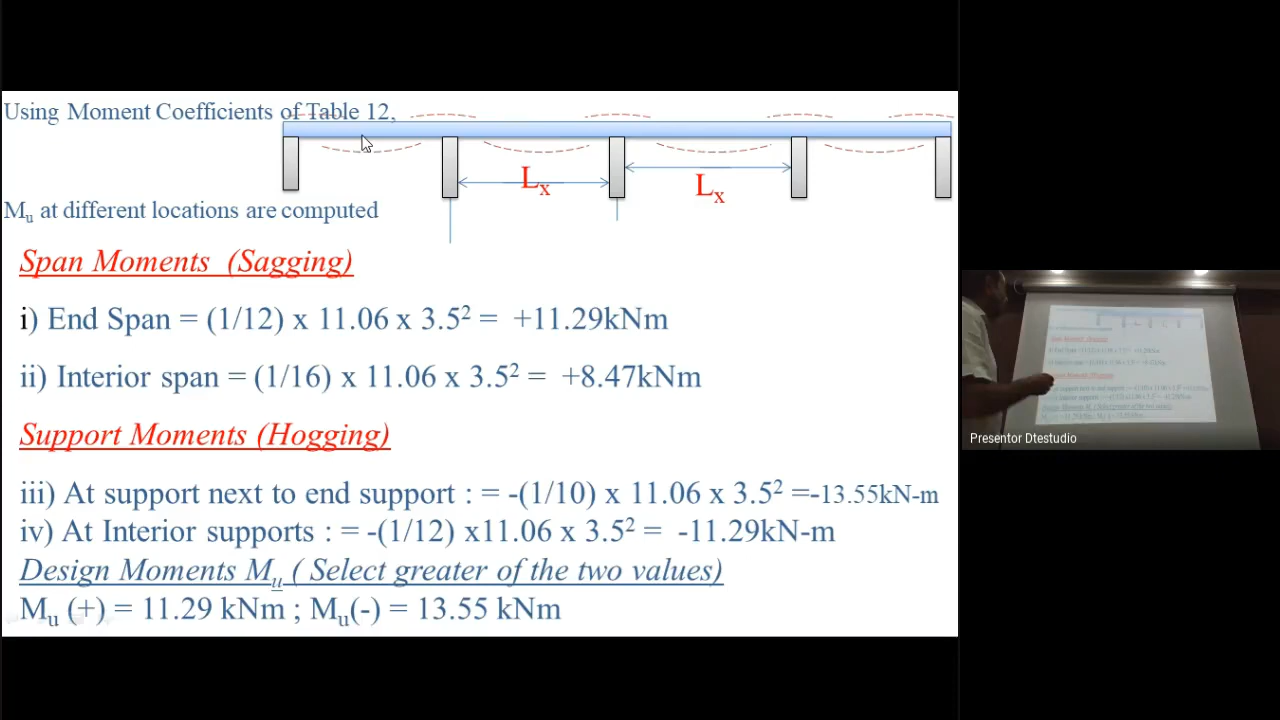 Using Moment Coefficients of Table 12,
Lx
Lx
Mu at different locations are computed
Span Moments (Sagging)
i) End Span = (1/12) x 11.06 x 3.5² = +11.29kNm
ii) Interior span = (1/16) x 11.06 x 3.5² = +8.47kNm
Support Moments (Hogging)
iii) At support next to end support : = -(1/10) x 11.06 x 3.5² =-13.55kN-m
iv) At Interior supports : = -(1/12) x11.06 x 3.5² = -11.29kN-m
Design Moments Mu ( Select greater of the two values)
Mu (+) = 11.29 kNm ; Mu(-) = 13.55 kNm
Presentor Dtestudio